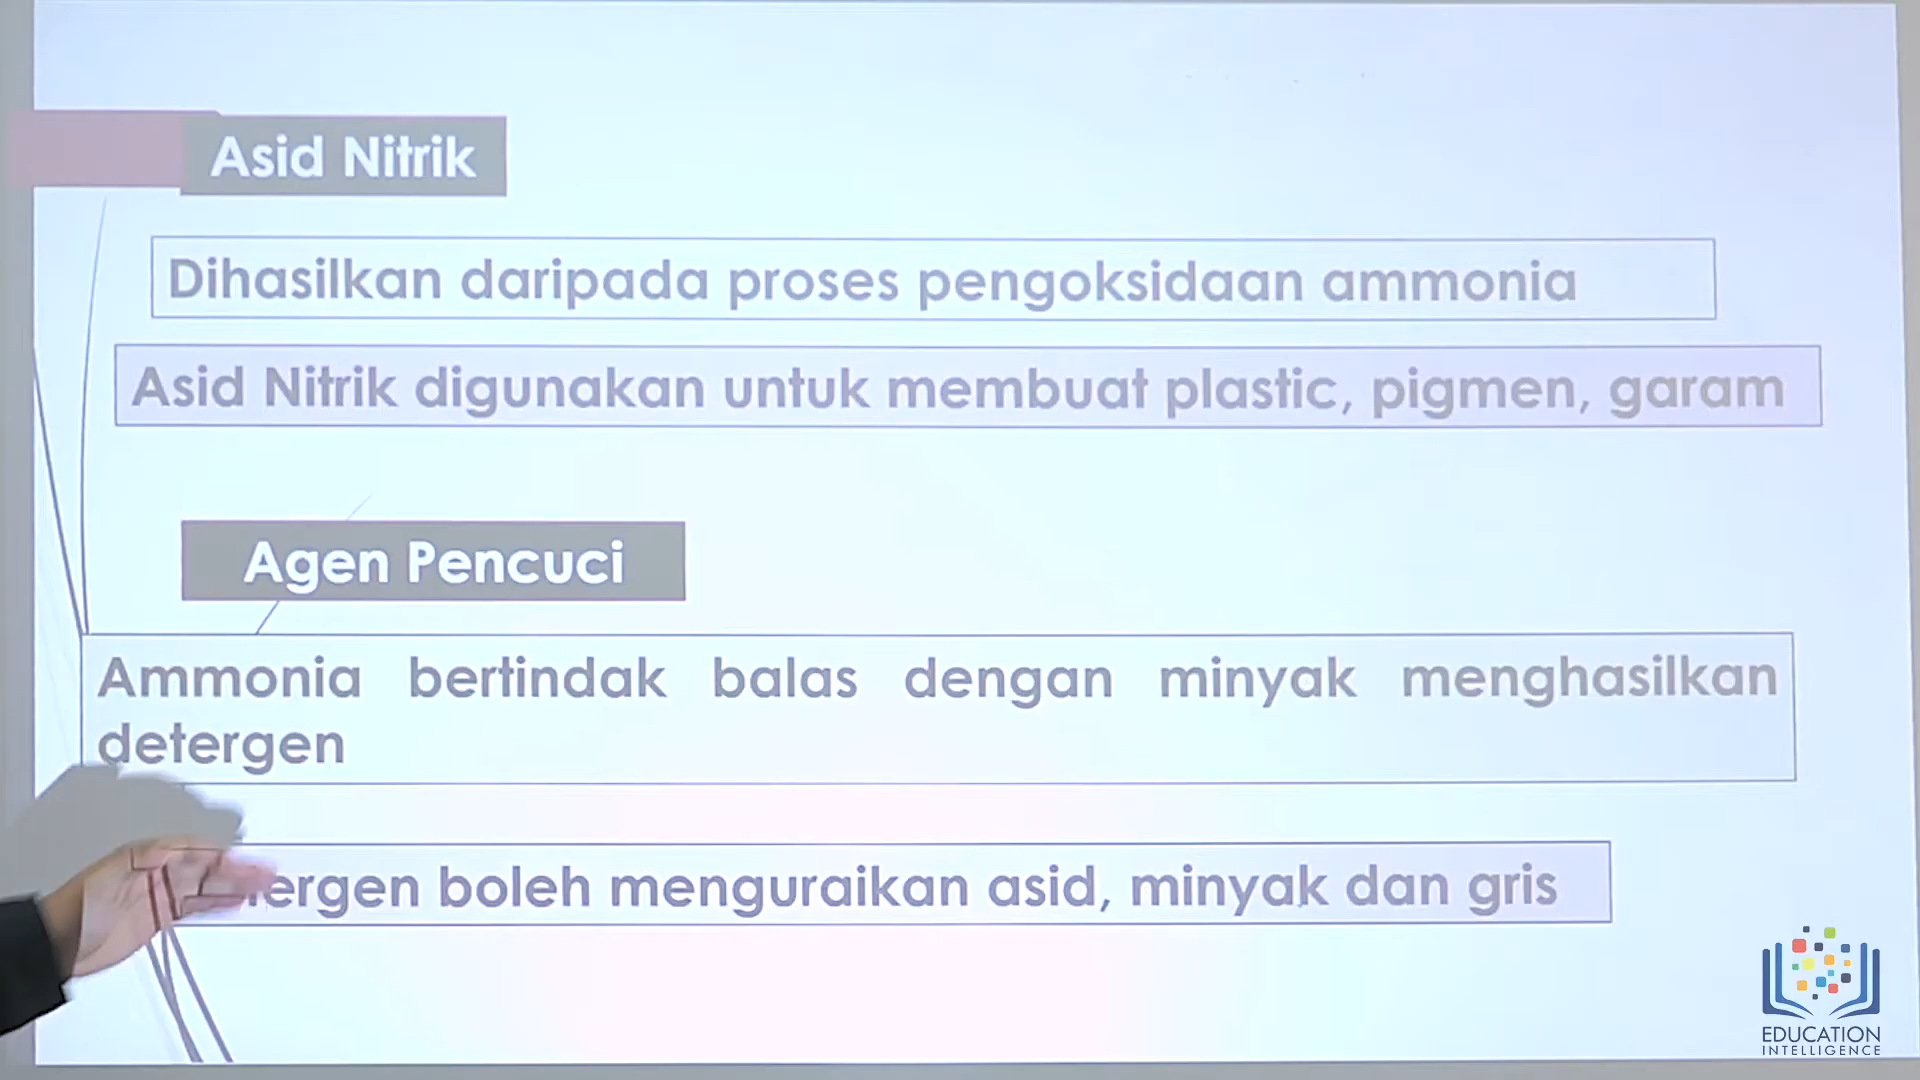 Asid Nitrik
Dihasilkan daripada proses pengoksidaan ammonia
Asid Nitrik digunakan untuk membuat plastic, pigmen, garam
Agen Pencuci
Ammonia bertindak balas dengan minyak menghasilkan
detergen
boleh menguraikan asid, minyak dan gris
EDUCATION
INTELLIGENCE